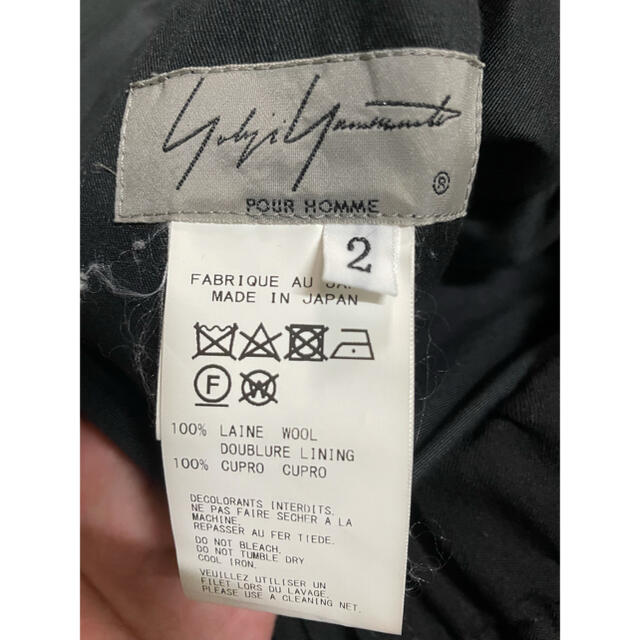 Yohji Yamamoto
®
POUR HOMME
2
FABRIQUE AU
MADE IN JAPAN
F
W
100% LAINE WOOL
DOUBLURE LINING
100% CUPRO CUPRO
DECOLORANTS INTERDITS.
NE PAS FAIRE SECHER A LA
MACHINE.
REPASSER AU FER TIEDE.
DO NOT BLEACH.
DO NOT TUMBLE DRY
COOL IRON.
VEUILLEZ UTILISER UN
FILET LORS DU LAVAGE.
PLEASE USE A CLEANING NET.